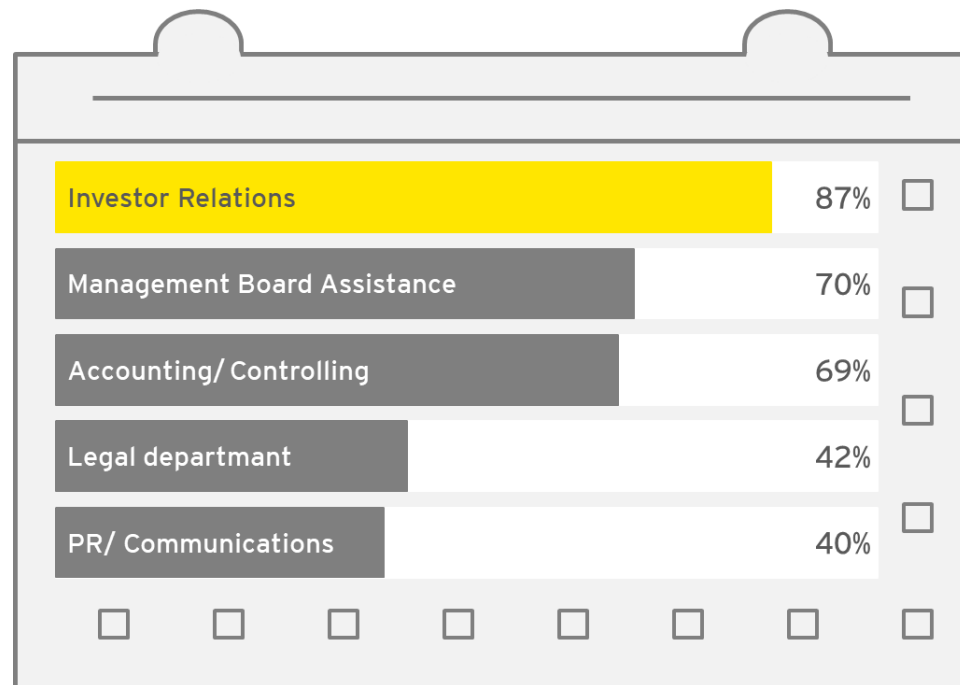 Investor Relations 87%
Management Board Assistance 70%
Accounting/ Controlling 69%
Legal departmant 42%
PR/ Communications 40%